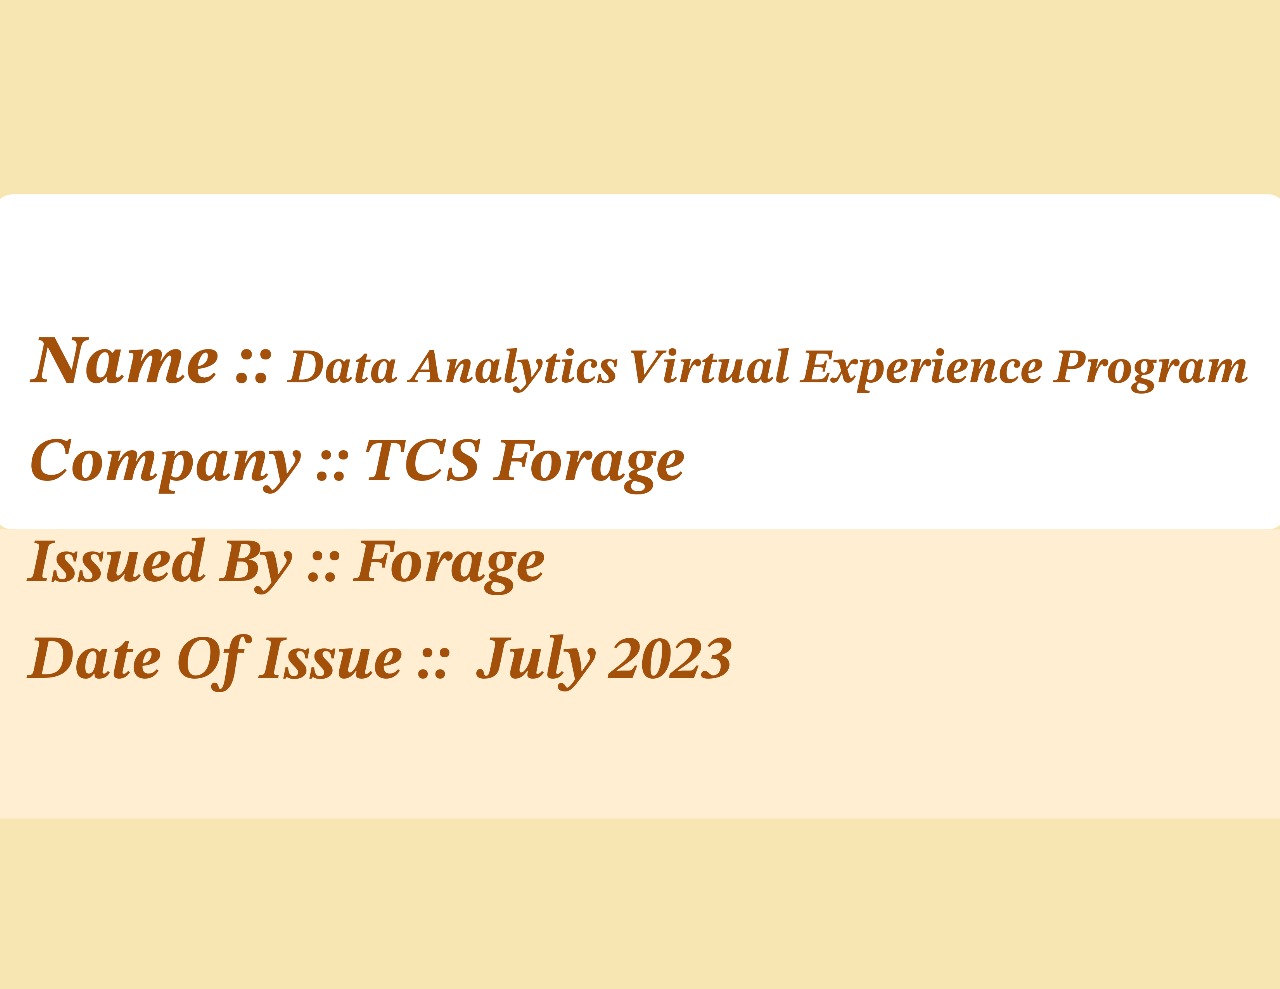 Name :: Data Analytics Virtual Experience Program
Company :: TCS Forage
Issued By :: Forage
Date Of Issue :: July 2023